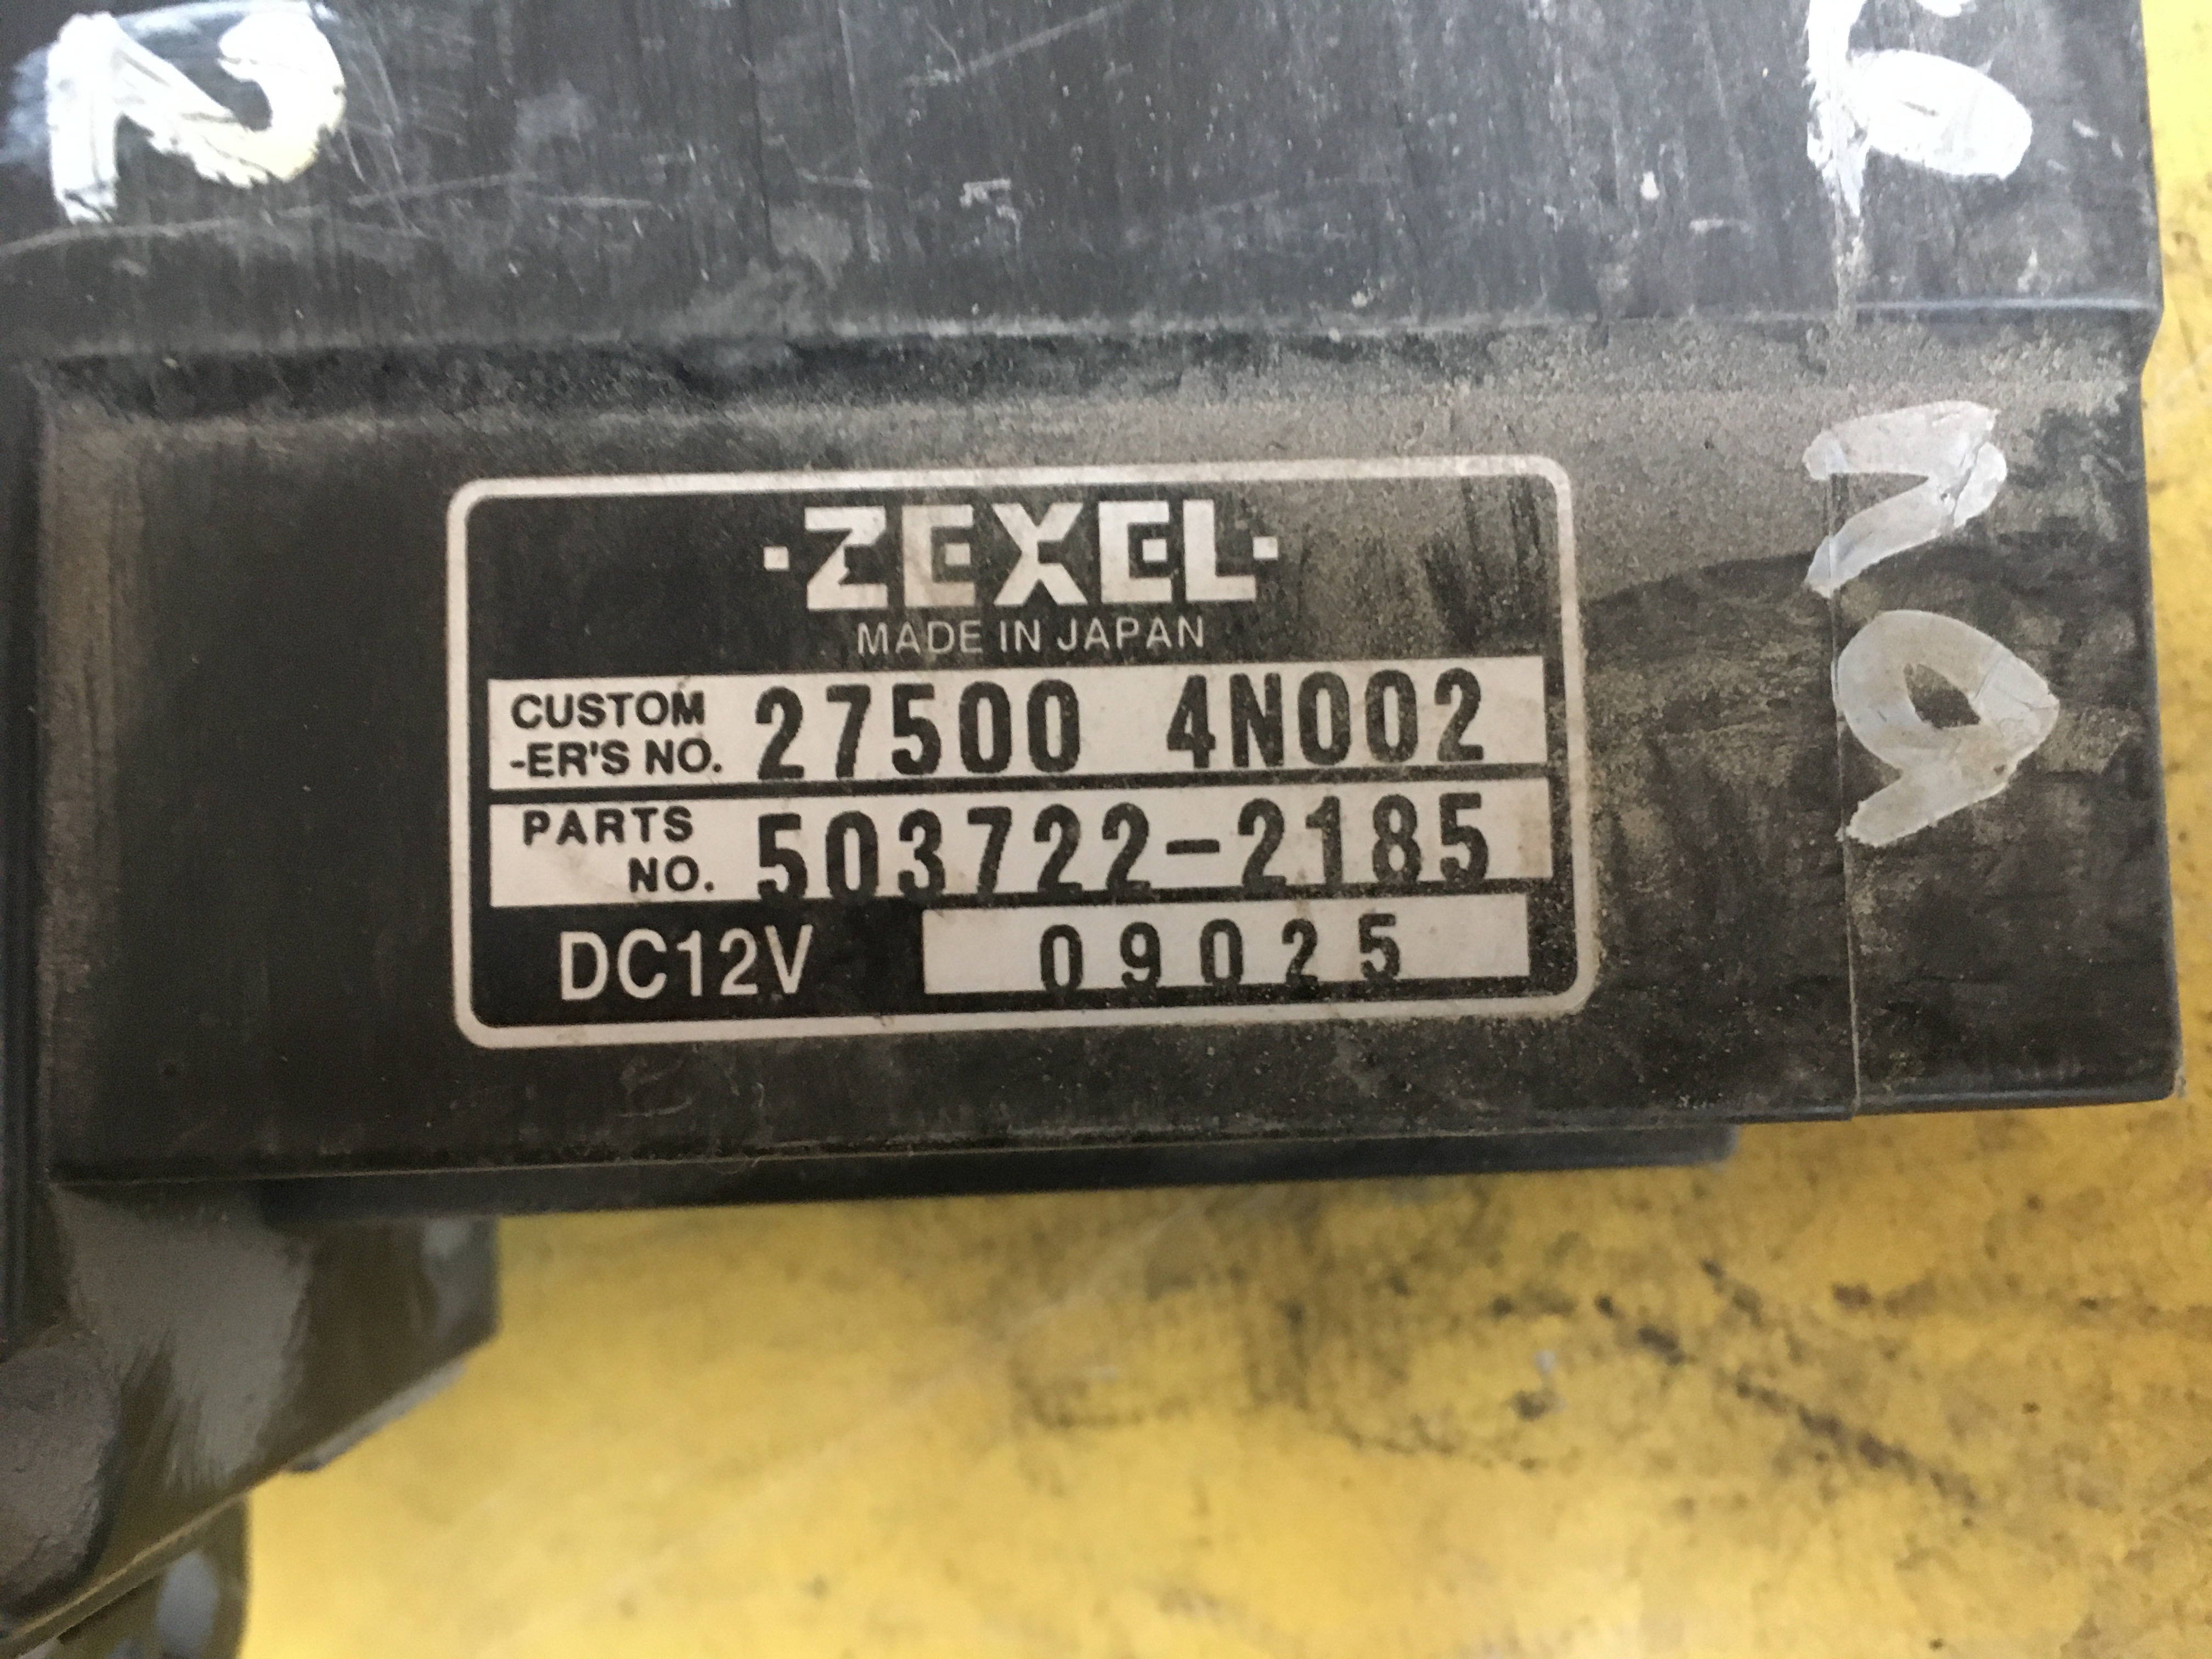 ·ZEXEL·
MADE IN JAPAN
CUSTOM
-ER'S NO. 27500 4N002
PARTS
NO. 503722-2185
DC12V 09025